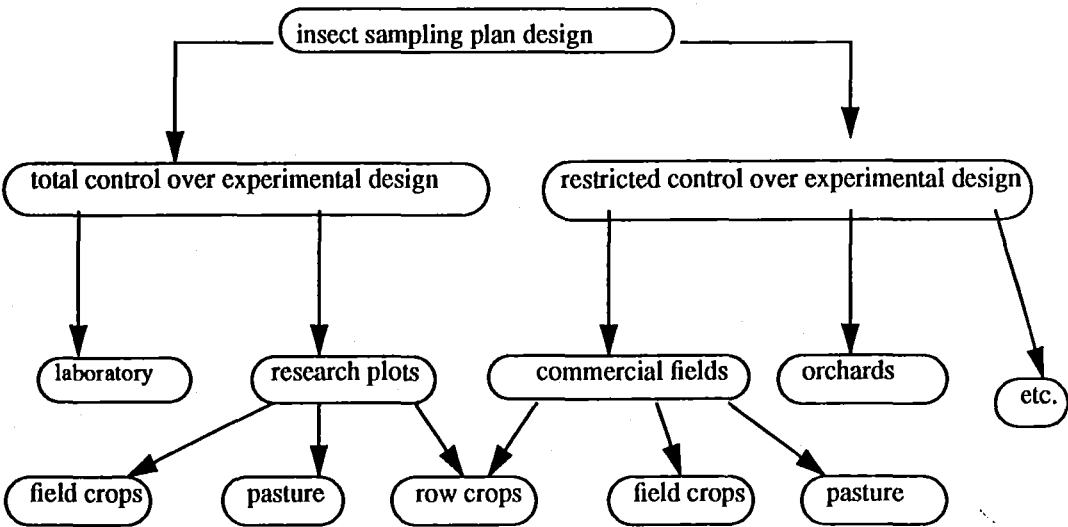 insect sampling plan design
total control over experimental design
restricted control over experimental design
laboratory
research plots
commercial fields
orchards
etc.
field crops
pasture
row crops
field crops
pasture